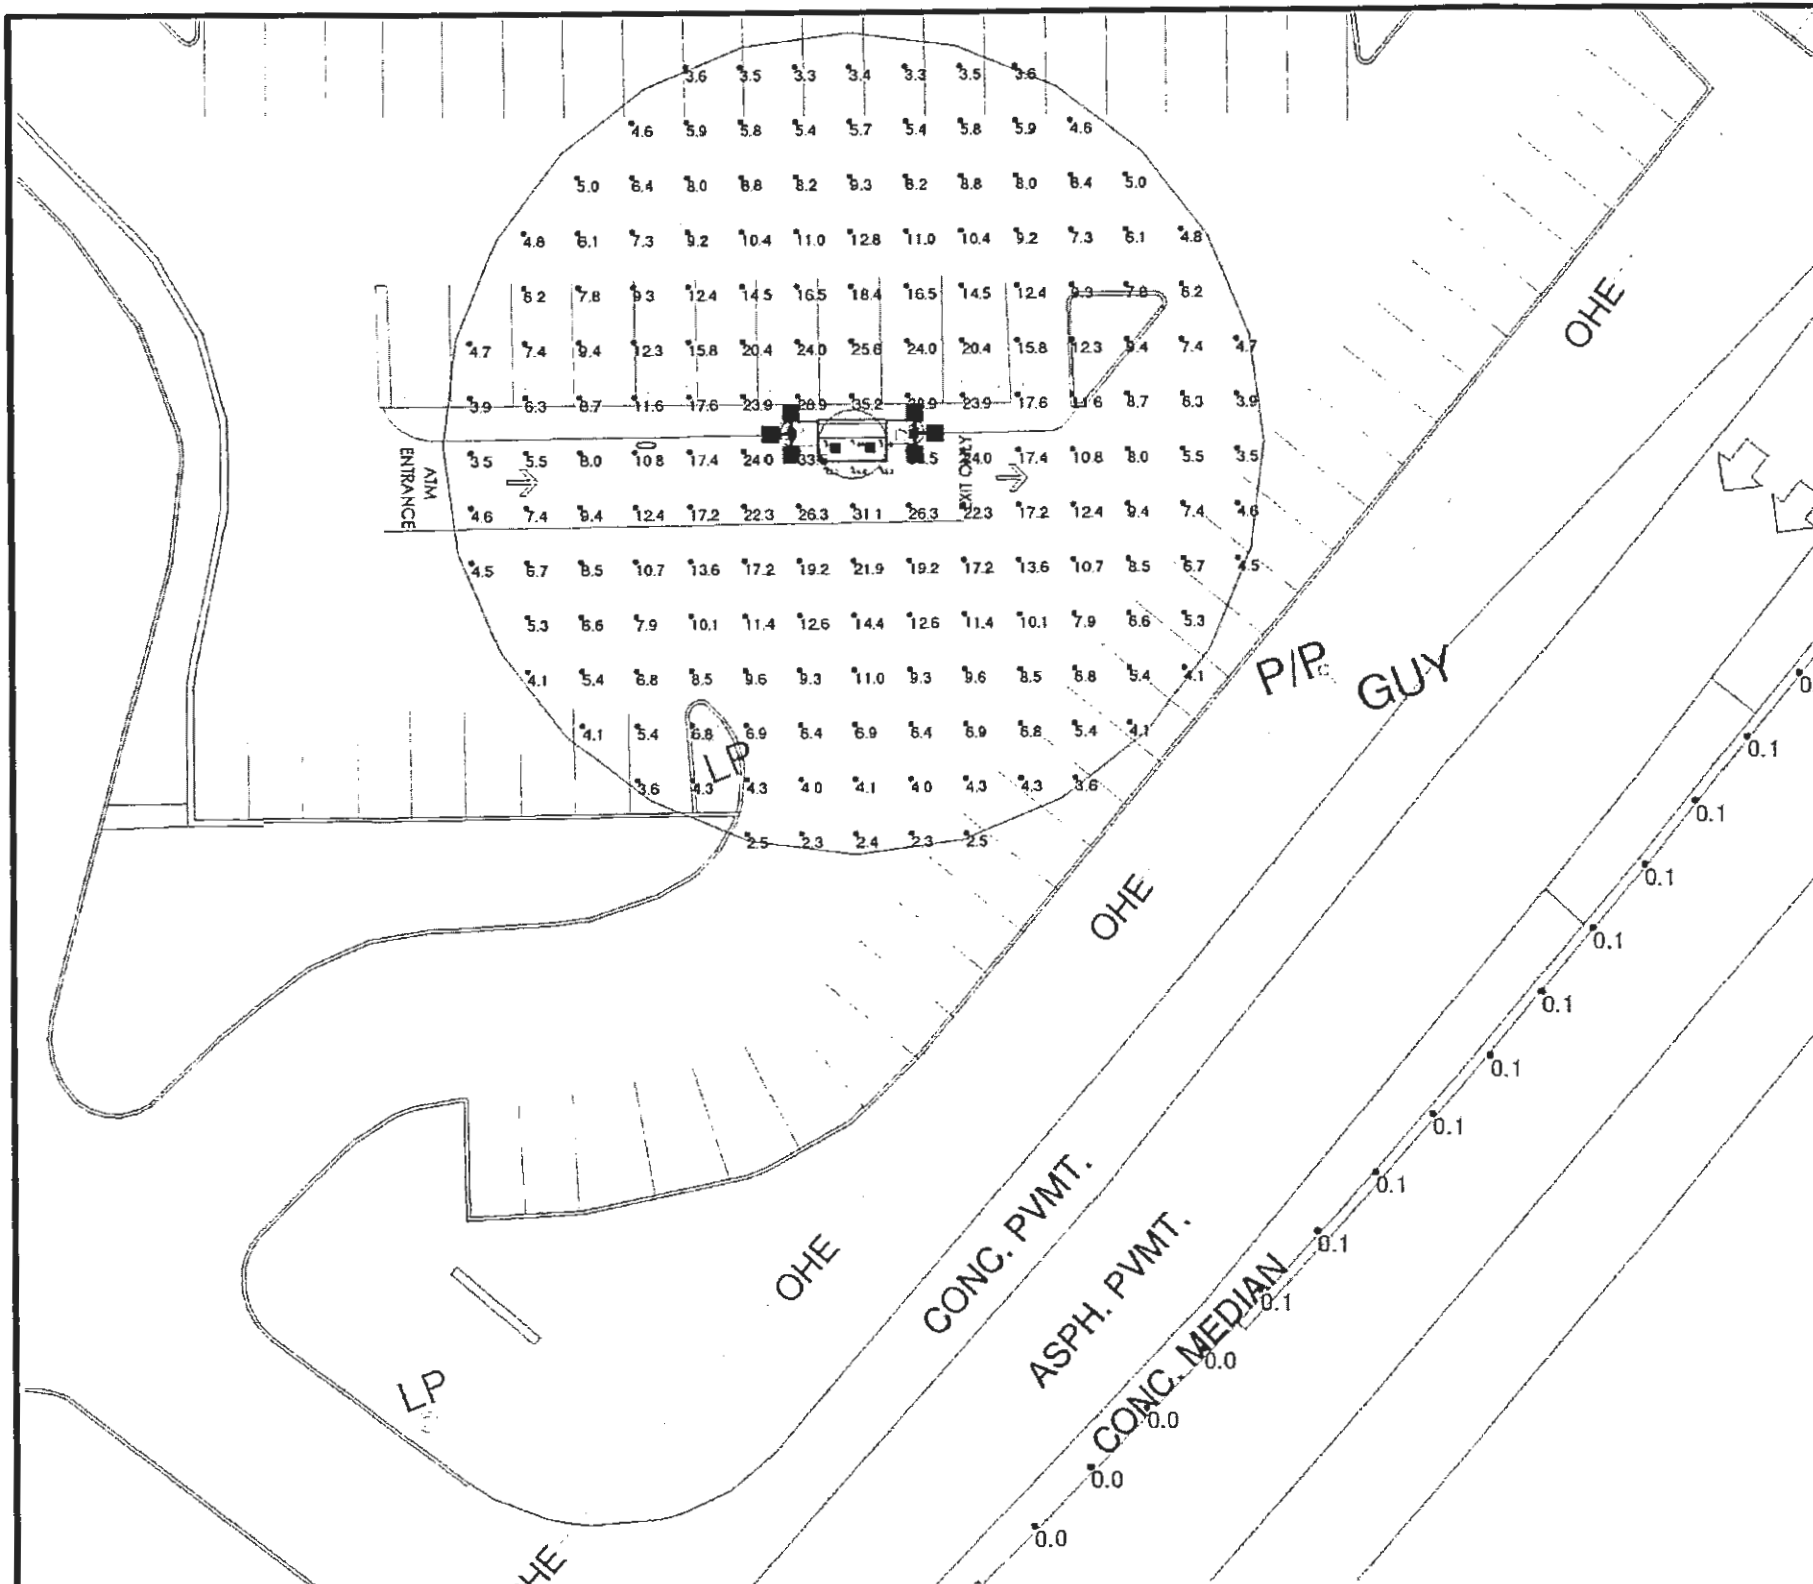 3.6 3.5 3.3 3.4 3.3 3.5 3.6
4.6 5.9 5.8 5.4 5.7 5.4 5.8 5.9 4.6
5.0 6.4 8.0 8.8 8.2 9.3 8.2 8.8 8.0 6.4 5.0
4.8 6.1 7.3 9.2 10.4 11.0 12.8 11.0 10.4 9.2 7.3 6.1 4.8
6.2 7.8 9.3 12.4 14.5 16.5 18.4 16.5 14.5 12.4 9.3 7.8 6.2
OHE
4.7 7.4 9.4 12.3 15.8 20.4 24.0 25.6 24.0 20.4 15.8 12.3 9.4 7.4 4.7
3.9 6.3 8.7 11.6 17.6 23.9 28.9 35.2 28.9 23.9 17.6 11.6 8.7 6.3 3.9
ATM
ENTRANCE
3.5 5.5 8.0 10.8 17.4 24.0 24.0 17.4 10.8 8.0 5.5 3.5
EXIT ONLY
4.6 7.4 9.4 12.4 17.2 22.3 26.3 31.1 26.3 22.3 17.2 12.4 9.4 7.4 4.6
4.5 6.7 8.5 10.7 13.6 17.2 19.2 21.9 19.2 17.2 13.6 10.7 8.5 6.7 4.5
5.3 6.6 7.9 10.1 11.4 12.6 14.4 12.6 11.4 10.1 7.9 6.6 5.3
4.1 5.4 6.8 8.5 9.6 9.3 11.0 9.3 9.6 8.5 6.8 5.4 4.1
P/P
GUY
4.1 5.4 6.8 6.9 6.4 6.9 6.4 6.9 6.8 5.4 4.1
LP
3.6 4.3 4.3 4.0 4.1 4.0 4.3 4.3 3.6
2.5 2.3 2.4 2.3 2.5
0.1
0.1
0.1
OHE
0.1
0.1
0.1
0.1
0.1
0.1
0.1
OHE
CONC. PVMT.
ASPH. PVMT.
CONC. MEDIAN
0.0
0.0
0.0
0.0
LP
HE